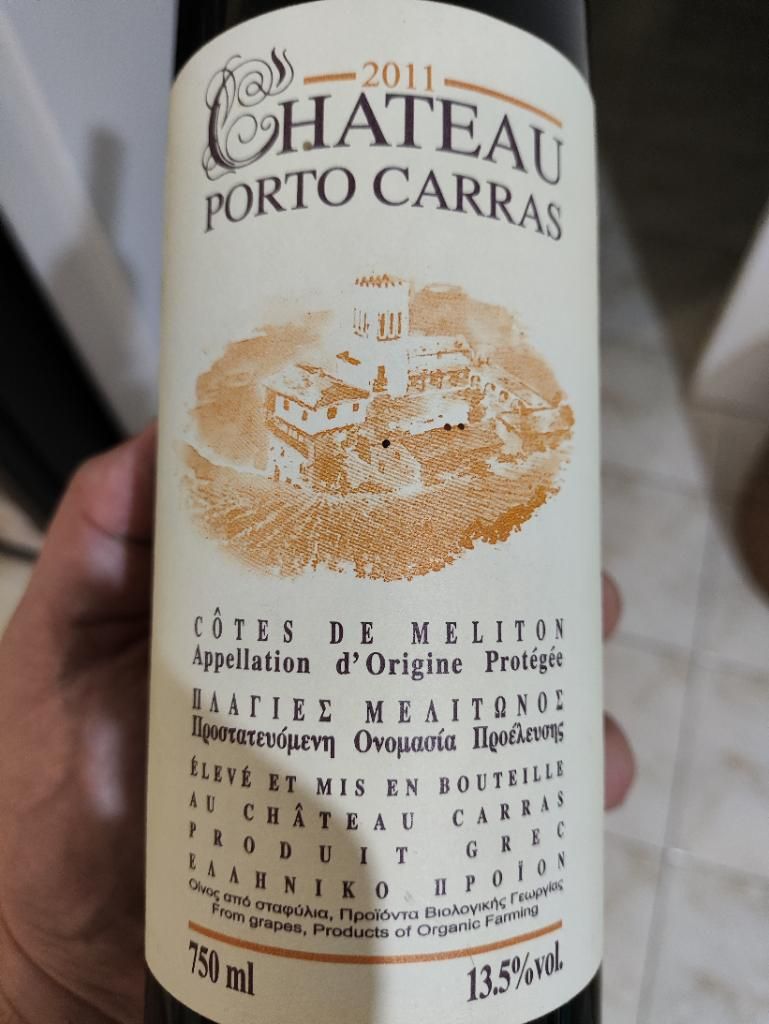 2011
CHATEAU
PORTO CARRAS
CÔTES DE MELITON
Appellation d'Origine Protégée
ΠΛΑΓΙΕΣ ΜΕΛΙΤΩΝΟΣ
Προστατευόμενη Ονομασία Προέλευσης
ÉLEVÉ ET MIS EN BOUTEILLE
AU CHÂTEAU CARRAS
PRODUIT GREC
ΕΛΛΗΝΙΚΟ ΠΡΟΪΟΝ
Οίνος από σταφύλια, Προϊόντα Βιολογικής Γεωργίας
From grapes, Products of Organic Farming
750 ml 13.5%vol.